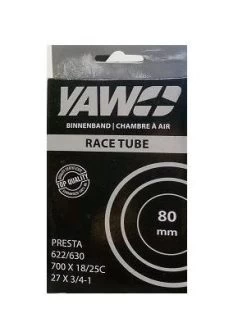 YAWO
BINNENBAND | CHAMBRE À AIR
RACE TUBE
TOP QUALITY
80
mm
PRESTA
622/630
700 X 18/25C
27 X 3/4-1